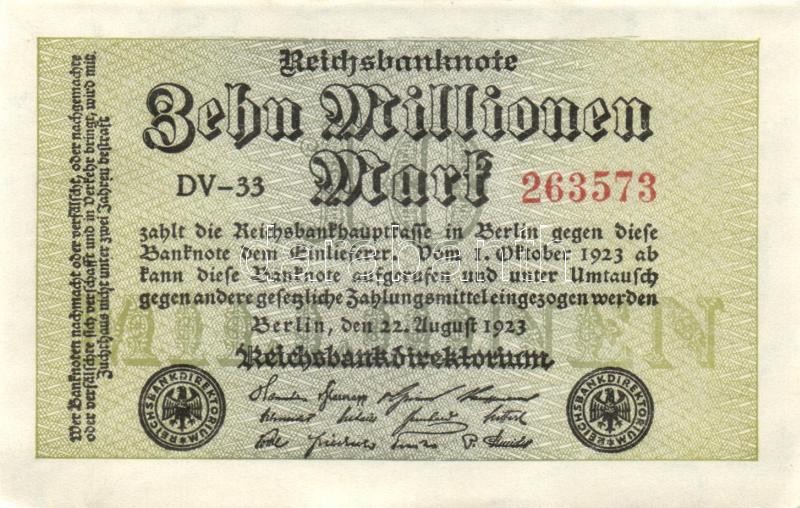 Reichsbanknote
Zehn Millionen
Mark
DV-33
263573
zahlt die Reichsbankhauptkasse in Berlin gegen diese
Banknote dem Einlieferer. Vom 1. Oktober 1923 ab
kann diese Banknote aufgerufen und unter Umtausch
gegen andere gesetzliche Zahlungsmittel eingezogen werden
Berlin, den 22. August 1923
Reichsbankdirektorium
Wer Banknoten nachmacht oder verfälscht, oder nachgemachte
oder verfälschte sich verschafft und in Verkehr bringt, wird mit
Zuchthaus nicht unter zwei Jahren bestraft
REICHSBANKDIREKTORIUM
REICHSBANKDIREKTORIUM
10